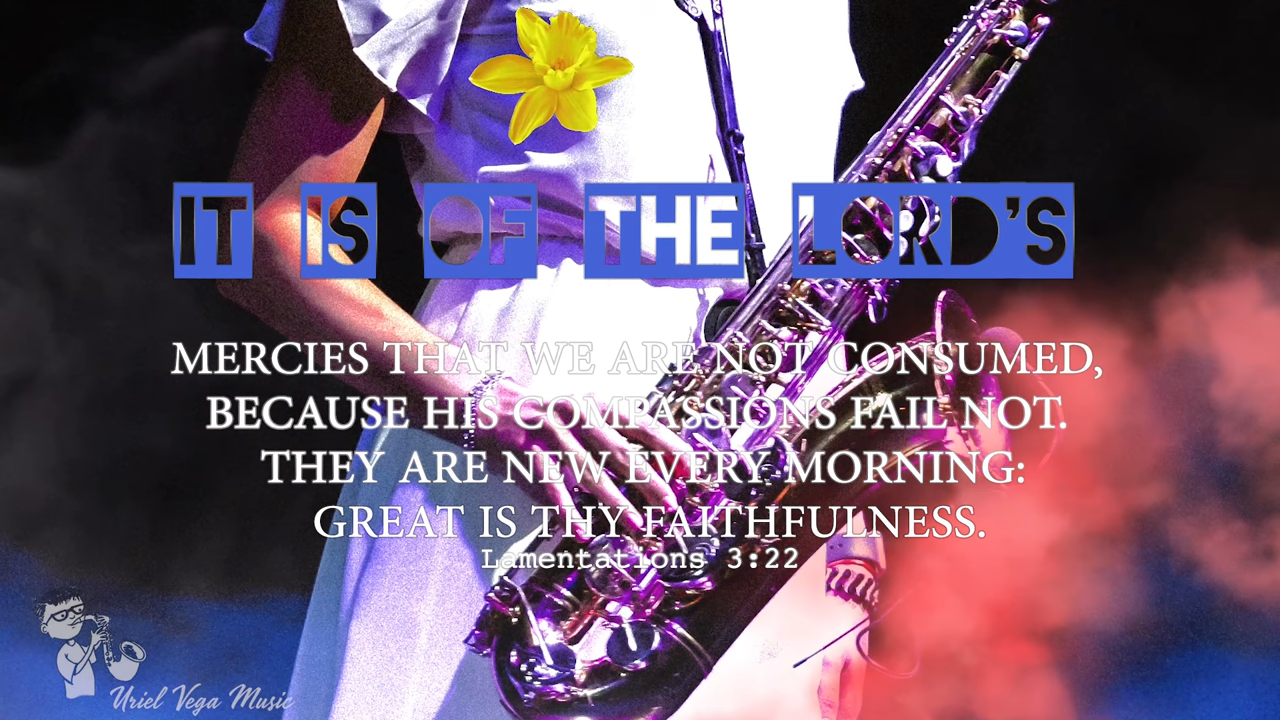 IT IS OF THE LORD'S
MERCIES THAT WE ARE NOT CONSUMED,
BECAUSE HIS COMPASSIONS FAIL NOT.
THEY ARE NEW EVERY MORNING:
GREAT IS THY FAITHFULNESS.
Lamentations 3:22
Uriel Vega Music